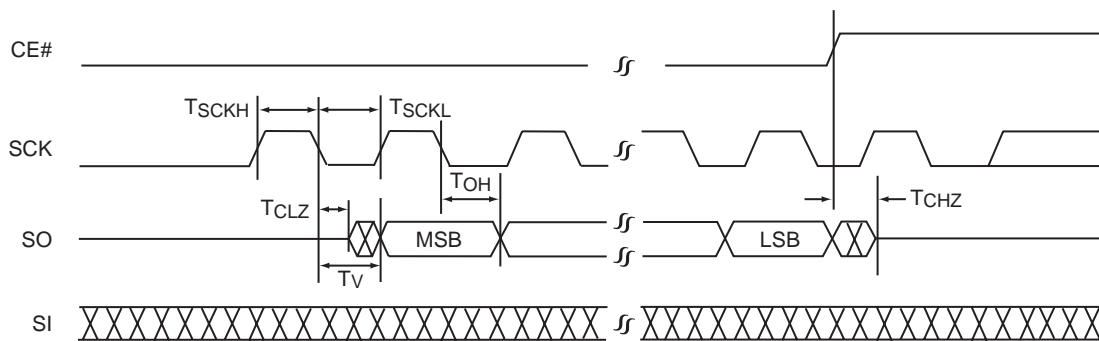 CE#
TSCKH
TSCKL
SCK
TOH
TCLZ
TCHZ
SO
MSB
LSB
TV
SI